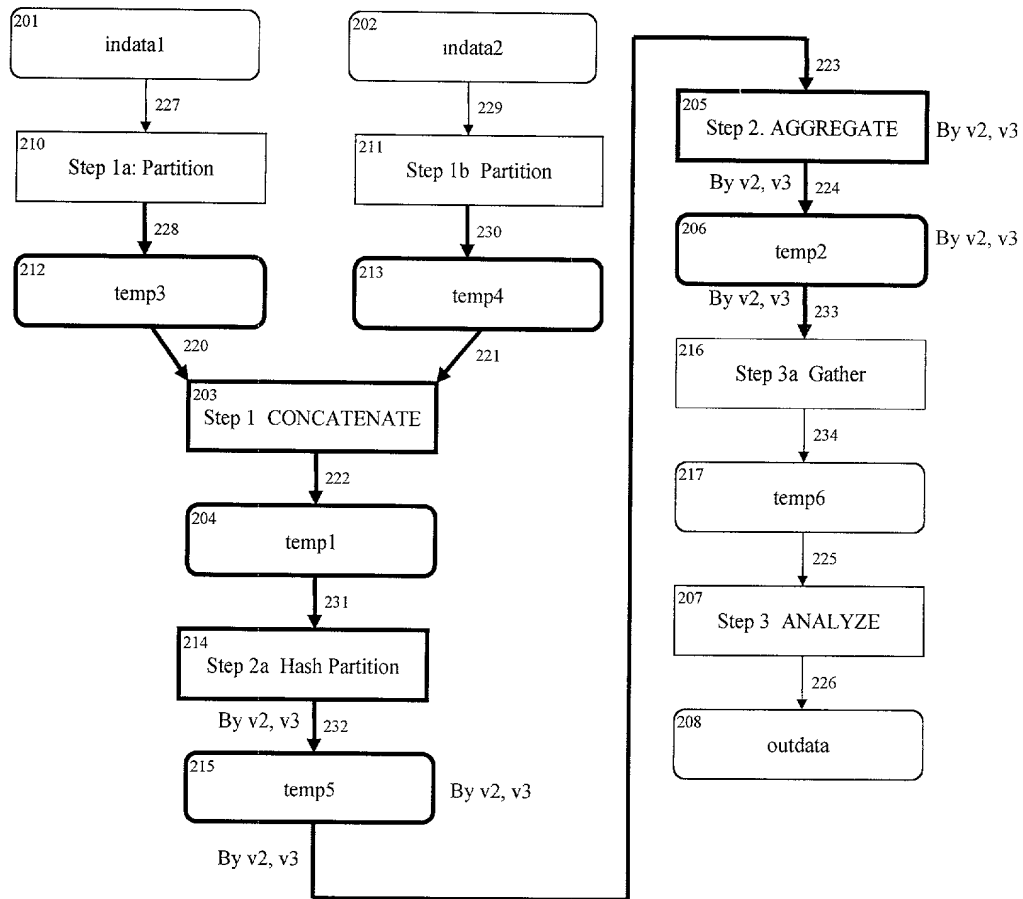 201
indata1
227
210
Step 1a: Partition
228
212
temp3
220
202
indata2
229
211
Step 1b Partition
230
213
temp4
221
203
Step 1 CONCATENATE
222
204
temp1
231
214
Step 2a Hash Partition
By v2, v3
232
215
temp5
By v2, v3
By v2, v3
223
205
Step 2. AGGREGATE
By v2, v3
By v2, v3
224
206
temp2
By v2, v3
By v2, v3
233
216
Step 3a Gather
234
217
temp6
225
207
Step 3 ANALYZE
226
208
outdata